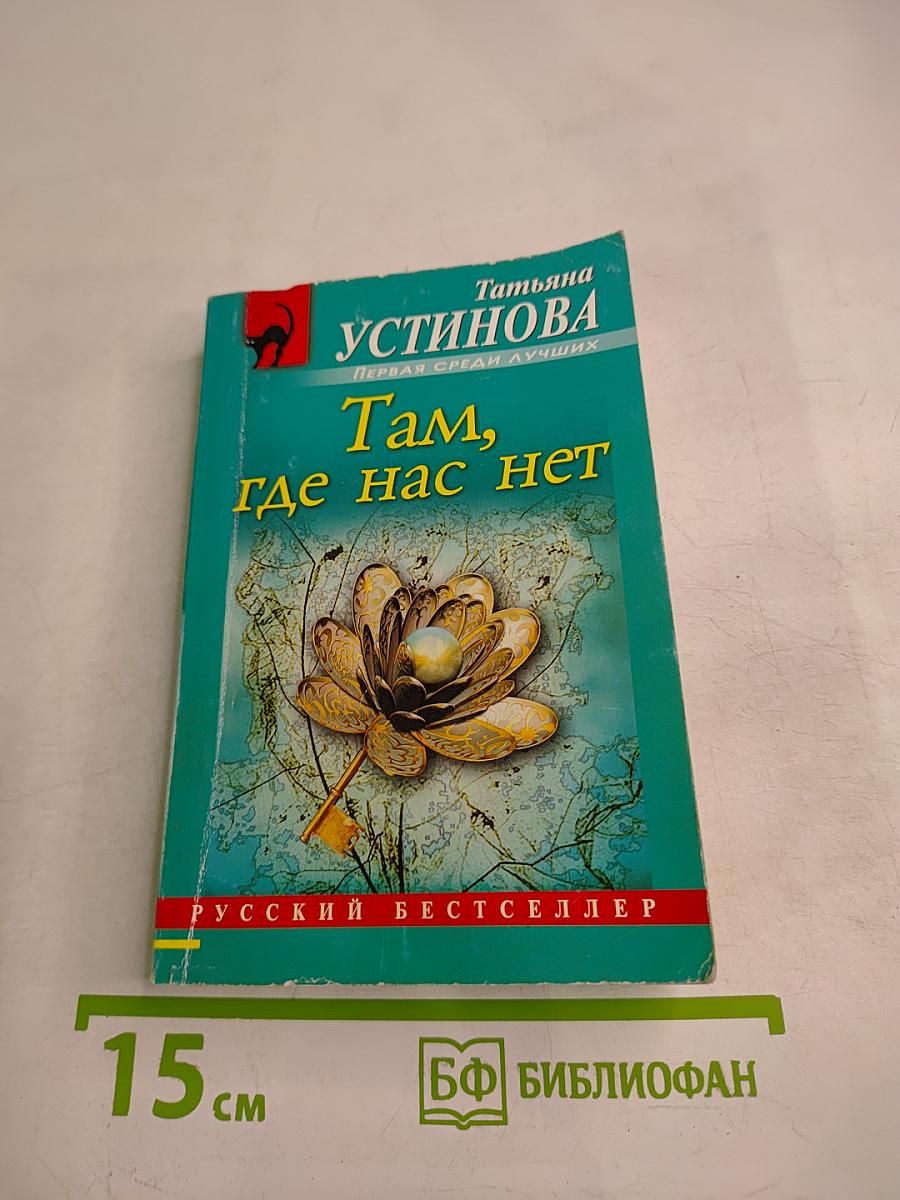 Татьяна
УСТИНОВА
ПЕРВАЯ СРЕДИ ЛУЧШИХ
Там,
где нас нет
РУССКИЙ БЕСТСЕЛЛЕР
15 см
БФ БИБЛИОФАН